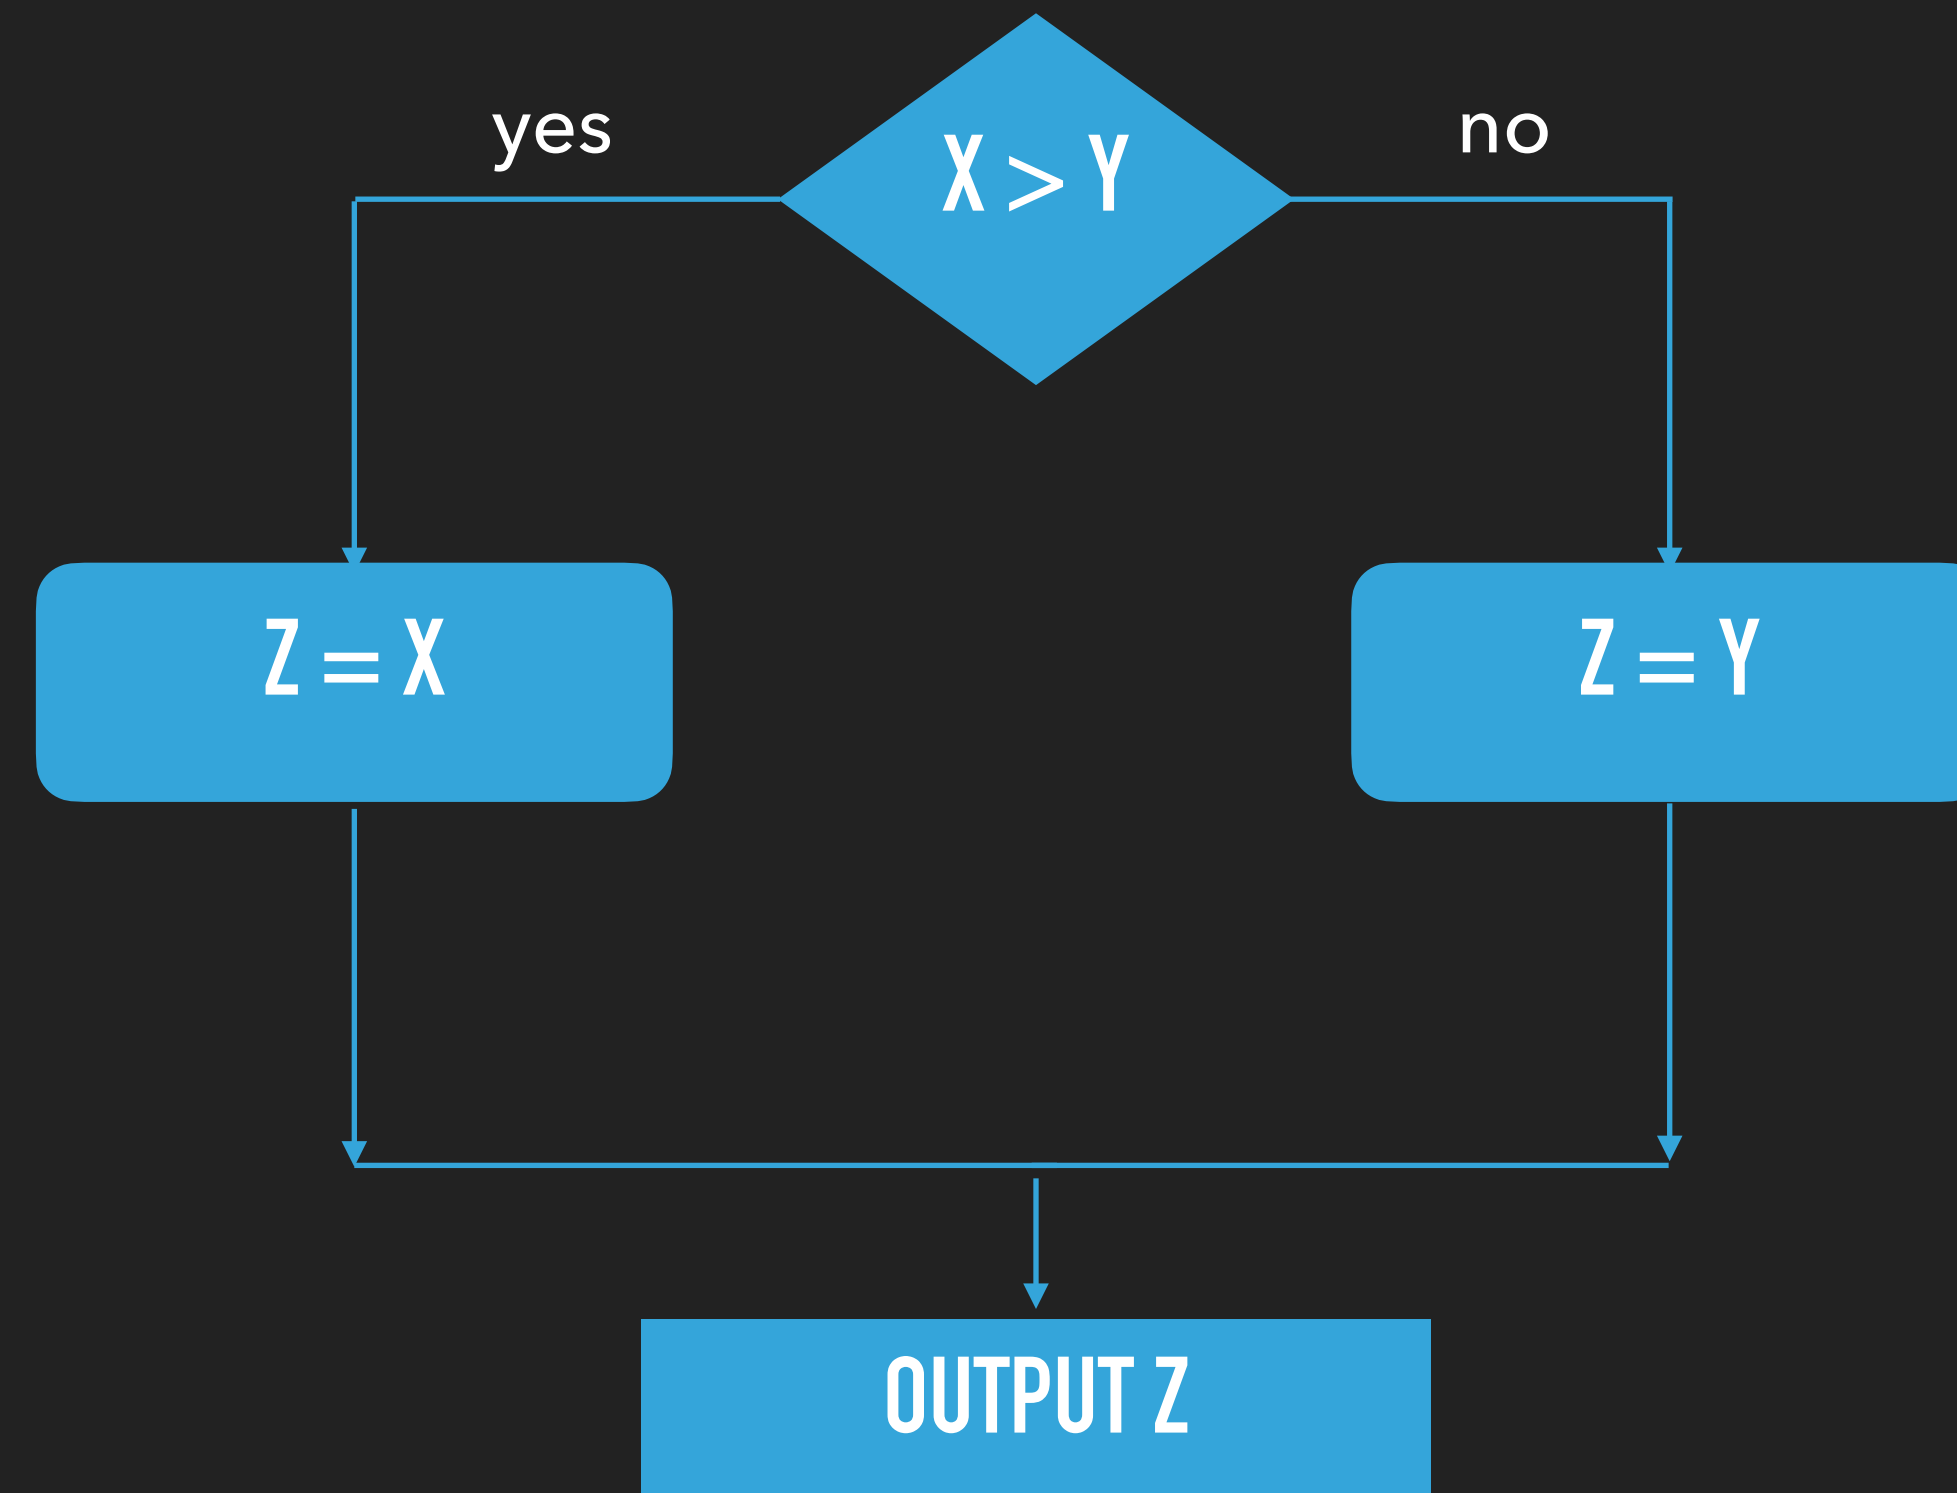 yes
X > Y
no
Z = X
Z = Y
OUTPUT Z